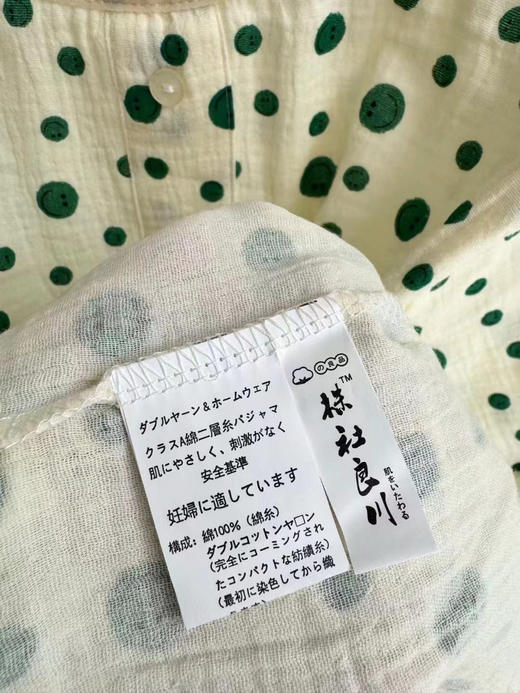 ダブルヤーン＆ホームウェア
クラスA綿二層糸パジャマ
肌にやさしく、刺激がなく
安全基準
妊婦に適しています
構成：綿100%（綿糸）
ダブルコットンヤ口ン
（完全にコーミングされ
たコンパクトな紡績糸）
（最初に染色してから織
の良品
株社良川™
肌をいたわる